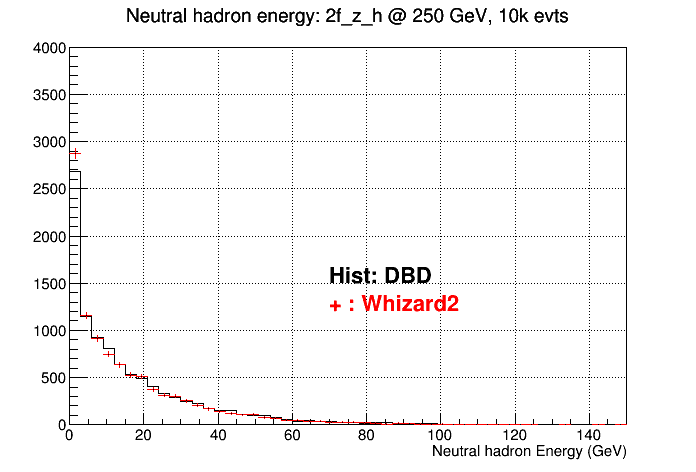 Neutral hadron energy: 2f_z_h @ 250 GeV, 10k evts
4000
3500
3000
2500
2000
1500
1000
500
0
Hist: DBD
+ : Whizard2
0 20 40 60 80 100 120 140
Neutral hadron Energy (GeV)